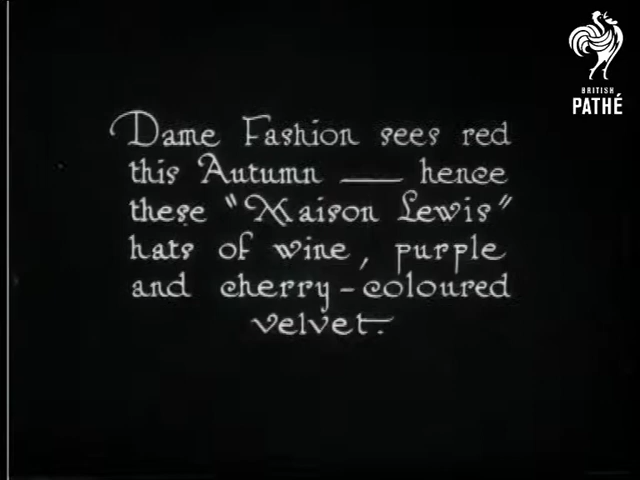 BRITISH
PATHÉ
Dame Fashion sees red
this Autumn — hence
these "Maison Lewis"
hats of wine, purple
and cherry-coloured
velvet.